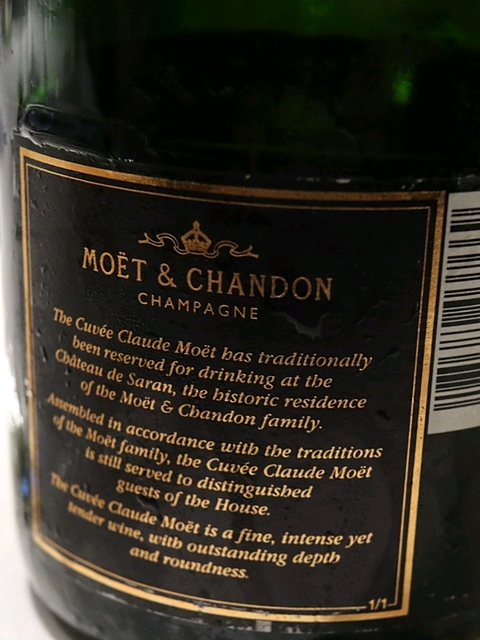 MOËT & CHANDON
CHAMPAGNE
The Cuvée Claude Moët has traditionally
been reserved for drinking at the
Château de Saran, the historic residence
of the Moët & Chandon family.
Assembled in accordance with the traditions
of the Moët family, the Cuvée Claude Moët
is still served to distinguished
guests of the House.
The Cuvée Claude Moët is a fine, intense yet
tender wine, with outstanding depth
and roundness.
1/1